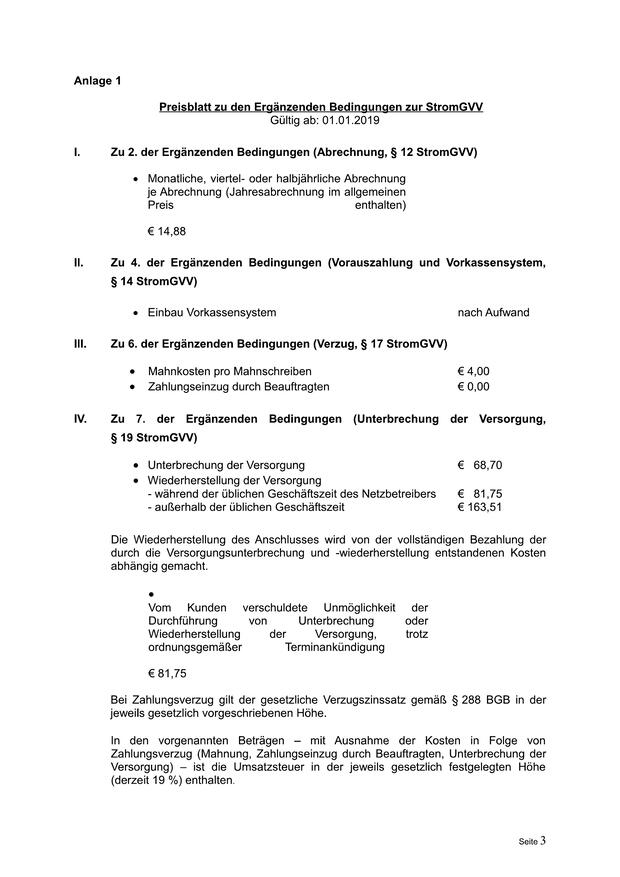 Anlage 1
Preisblatt zu den Ergänzenden Bedingungen zur StromGVV
Gültig ab: 01.01.2019
I. Zu 2. der Ergänzenden Bedingungen (Abrechnung, § 12 StromGVV)
• Monatliche, viertel- oder halbjährliche Abrechnung
je Abrechnung (Jahresabrechnung im allgemeinen
Preis enthalten)
€ 14,88
II. Zu 4. der Ergänzenden Bedingungen (Vorauszahlung und Vorkassensystem,
§ 14 StromGVV)
• Einbau Vorkassensystem nach Aufwand
III. Zu 6. der Ergänzenden Bedingungen (Verzug, § 17 StromGVV)
• Mahnkosten pro Mahnschreiben € 4,00
• Zahlungseinzug durch Beauftragten € 0,00
IV. Zu 7. der Ergänzenden Bedingungen (Unterbrechung der Versorgung,
§ 19 StromGVV)
• Unterbrechung der Versorgung € 68,70
• Wiederherstellung der Versorgung
- während der üblichen Geschäftszeit des Netzbetreibers € 81,75
- außerhalb der üblichen Geschäftszeit € 163,51
Die Wiederherstellung des Anschlusses wird von der vollständigen Bezahlung der
durch die Versorgungsunterbrechung und -wiederherstellung entstandenen Kosten
abhängig gemacht.
•
Vom Kunden verschuldete Unmöglichkeit der
Durchführung von Unterbrechung oder
Wiederherstellung der Versorgung, trotz
ordnungsgemäßer Terminankündigung
€ 81,75
Bei Zahlungsverzug gilt der gesetzliche Verzugszinssatz gemäß § 288 BGB in der
jeweils gesetzlich vorgeschriebenen Höhe.
In den vorgenannten Beträgen – mit Ausnahme der Kosten in Folge von
Zahlungsverzug (Mahnung, Zahlungseinzug durch Beauftragten, Unterbrechung der
Versorgung) – ist die Umsatzsteuer in der jeweils gesetzlich festgelegten Höhe
(derzeit 19 %) enthalten.
Seite 3